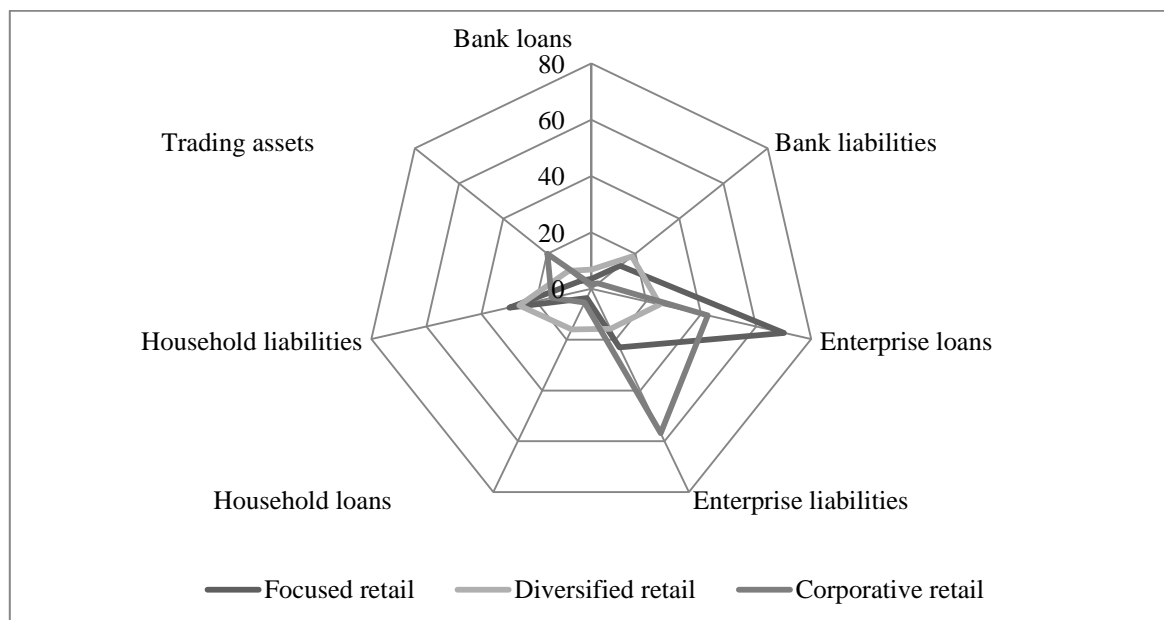 Bank loans
80
60
40
20
0
Trading assets
Bank liabilities
Household liabilities
Enterprise loans
Household loans
Enterprise liabilities
Focused retail
Diversified retail
Corporative retail